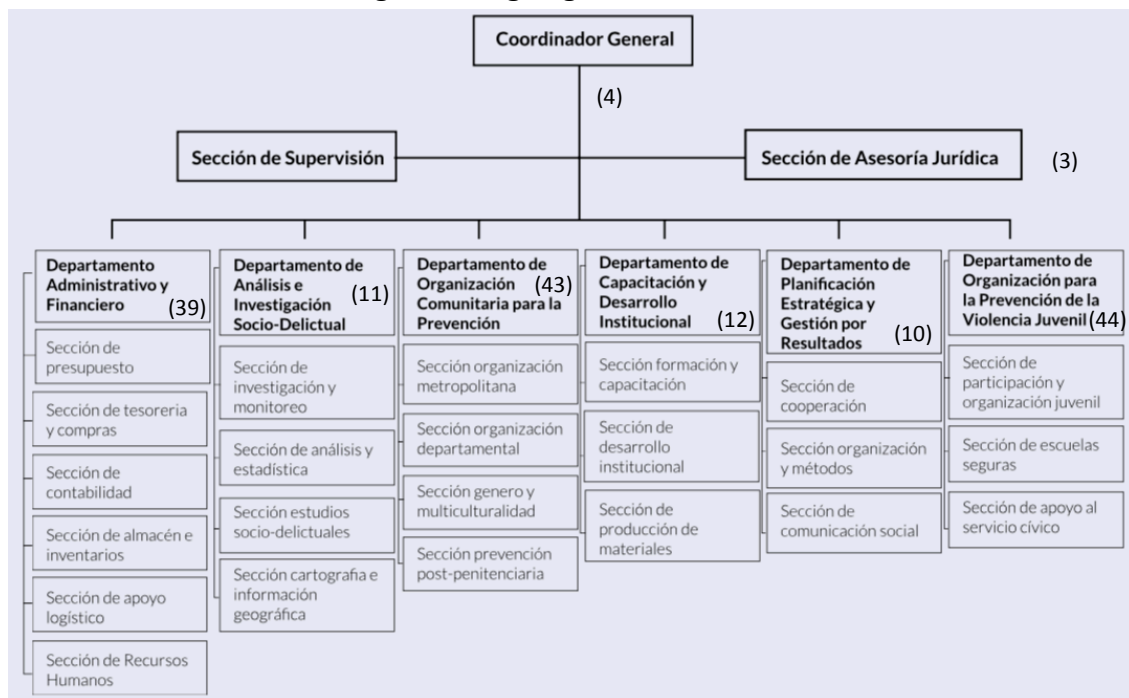 Coordinador General
(4)
Sección de Supervisión
Sección de Asesoría Jurídica
(3)
Departamento
Administrativo y
Financiero
(39)
Sección de
presupuesto
Sección de tesoreria
y compras
Sección de
contabilidad
Sección de almacén e
inventarios
Sección de apoyo
logístico
Sección de Recursos
Humanos
Departamento de
Análisis e
Investigación
Socio-Delictual
(11)
Sección de
investigación y
monitoreo
Sección de análisis y
estadística
Sección estudios
socio-delictuales
Sección cartografia e
información
geográfica
Departamento de
Organización
Comunitaria para la
Prevención
(43)
Sección organización
metropolitana
Sección organización
departamental
Sección genero y
multiculturalidad
Sección prevención
post-penitenciaria
Departamento de
Capacitación y
Desarrollo
Institucional
(12)
Sección formación y
capacitación
Sección de
desarrollo
institucional
Sección de
producción de
materiales
Departamento de
Planificación
Estratégica y
Gestión por
Resultados
(10)
Sección de
cooperación
Sección organización
y métodos
Sección de
comunicación social
Departamento de
Organización para
la Prevención de la
Violencia Juvenil
(44)
Sección de
participación y
organización juvenil
Sección de escuelas
seguras
Sección de apoyo al
servicio cívico